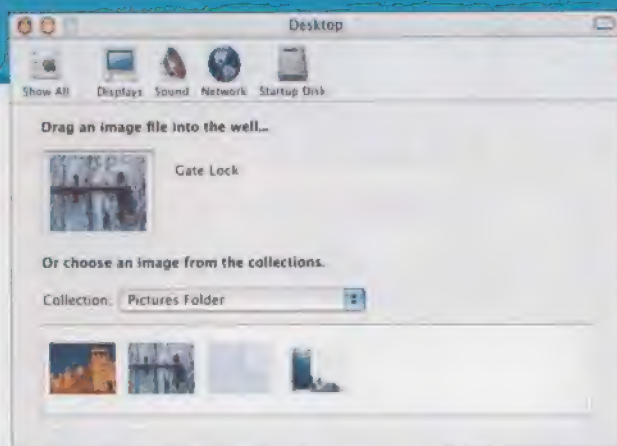 Desktop
Show All Displays Sound Network Startup Disk
Drag an image file into the well...
Gate Lock
Or choose an image from the collections.
Collection: Pictures Folder